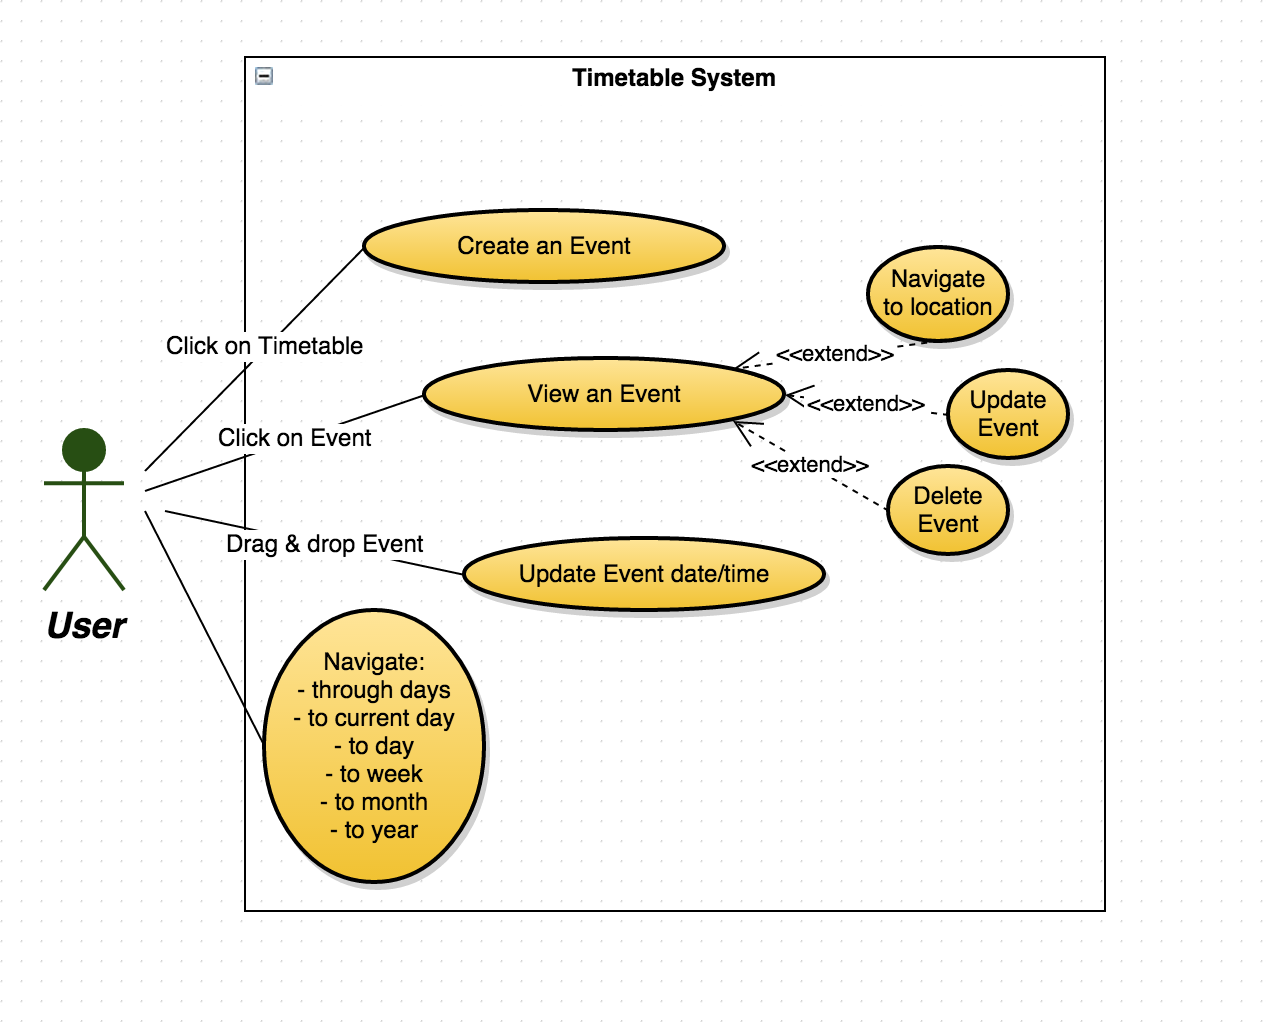 Timetable System
Create an Event
Navigate
to location
Click on Timetable
<<extend>>
View an Event
<<extend>>
Update
Event
Click on Event
<<extend>>
Delete
Event
Drag & drop Event
Update Event date/time
User
Navigate:
- through days
- to current day
- to day
- to week
- to month
- to year